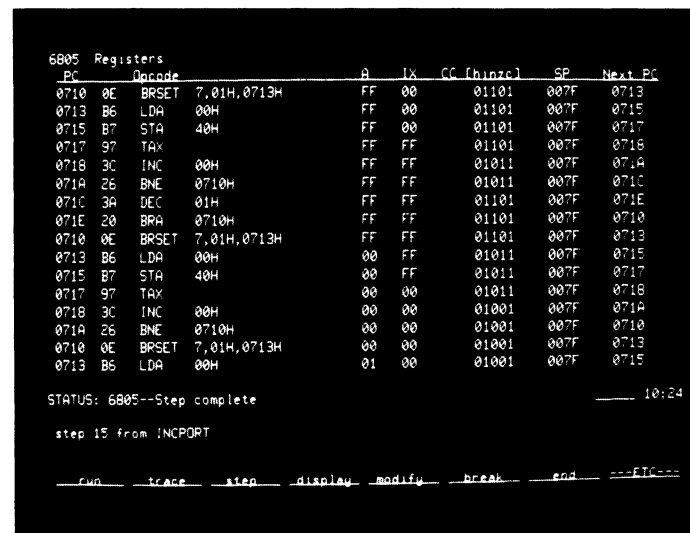 6805 Registers
PC Opcode A IX CC [hinzc] SP Next PC
0710 0E BRSET 7,01H,0713H FF 00 01101 007F 0713
0713 B6 LDA 00H FF 00 01101 007F 0715
0715 B7 STA 40H FF 00 01101 007F 0717
0717 97 TAX FF FF 01101 007F 0718
0718 3C INC 00H FF FF 01011 007F 071A
071A 26 BNE 0710H FF FF 01011 007F 071C
071C 3A DEC 01H FF FF 01101 007F 071E
071E 20 BRA 0710H FF FF 01101 007F 0710
0710 0E BRSET 7,01H,0713H FF FF 01101 007F 0713
0713 B6 LDA 00H 00 FF 01011 007F 0715
0715 B7 STA 40H 00 FF 01011 007F 0717
0717 97 TAX 00 00 01011 007F 0718
0718 3C INC 00H 00 00 01001 007F 071A
071A 26 BNE 0710H 00 00 01001 007F 0710
0710 0E BRSET 7,01H,0713H 00 00 01001 007F 0713
0713 B6 LDA 00H 01 00 01001 007F 0715
STATUS: 6805--Step complete 10:24
step 15 from INCPORT
run trace step display modify break end ---ETC---